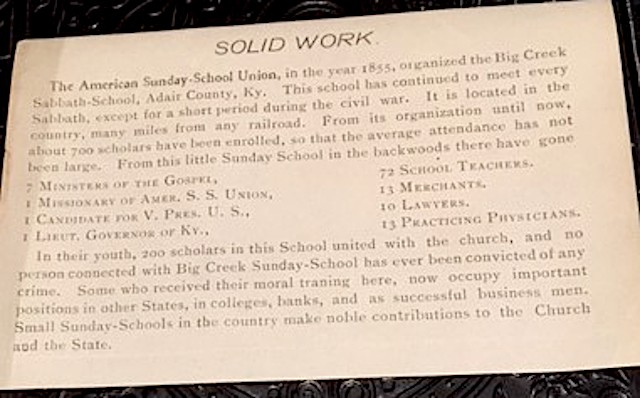 SOLID WORK.
The American Sunday-School Union, in the year 1855, organized the Big Creek
Sabbath-School, Adair County, Ky. This school has continued to meet every
Sabbath, except for a short period during the civil war. It is located in the
country, many miles from any railroad. From its organization until now,
about 700 scholars have been enrolled, so that the average attendance has not
been large. From this little Sunday School in the backwoods there have gone
7 MINISTERS OF THE GOSPEL,
1 MISSIONARY OF AMER. S. S. UNION,
1 CANDIDATE FOR V. PRES. U. S.,
1 LIEUT. GOVERNOR OF KY.,
72 SCHOOL TEACHERS.
13 MERCHANTS.
10 LAWYERS.
13 PRACTICING PHYSICIANS.
In their youth, 200 scholars in this School united with the church, and no
person connected with Big Creek Sunday-School has ever been convicted of any
crime. Some who received their moral traning here, now occupy important
positions in other States, in colleges, banks, and as successful business men.
Small Sunday-Schools in the country make noble contributions to the Church
and the State.